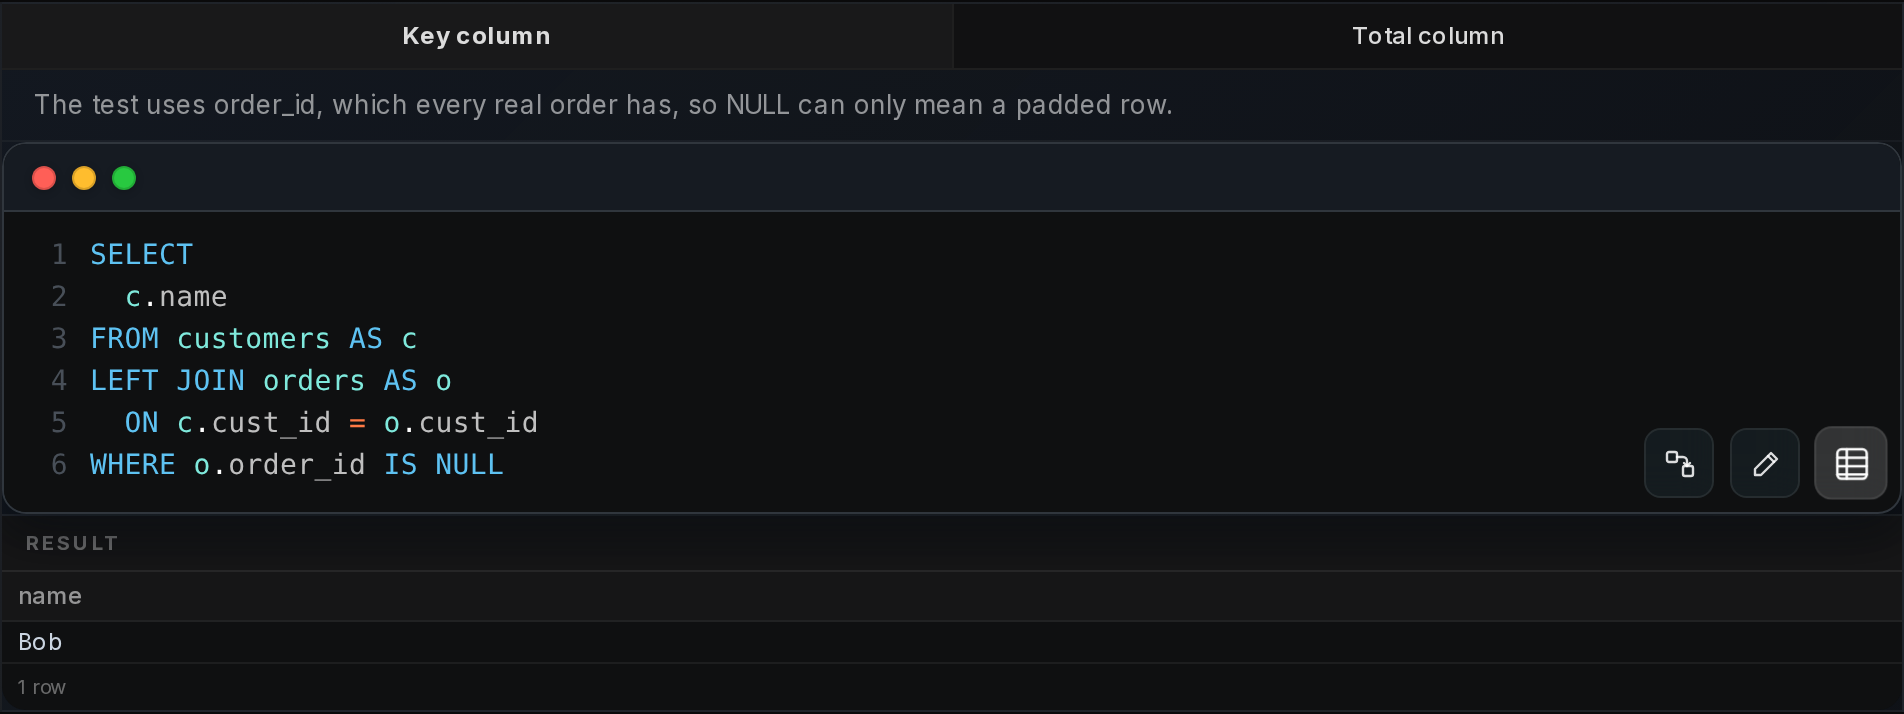 Key column
Total column
The test uses order_id, which every real order has, so NULL can only mean a padded row.
1 SELECT
2   c.name
3 FROM customers AS c
4 LEFT JOIN orders AS o
5   ON c.cust_id = o.cust_id
6 WHERE o.order_id IS NULL
RESULT
name
Bob
1 row